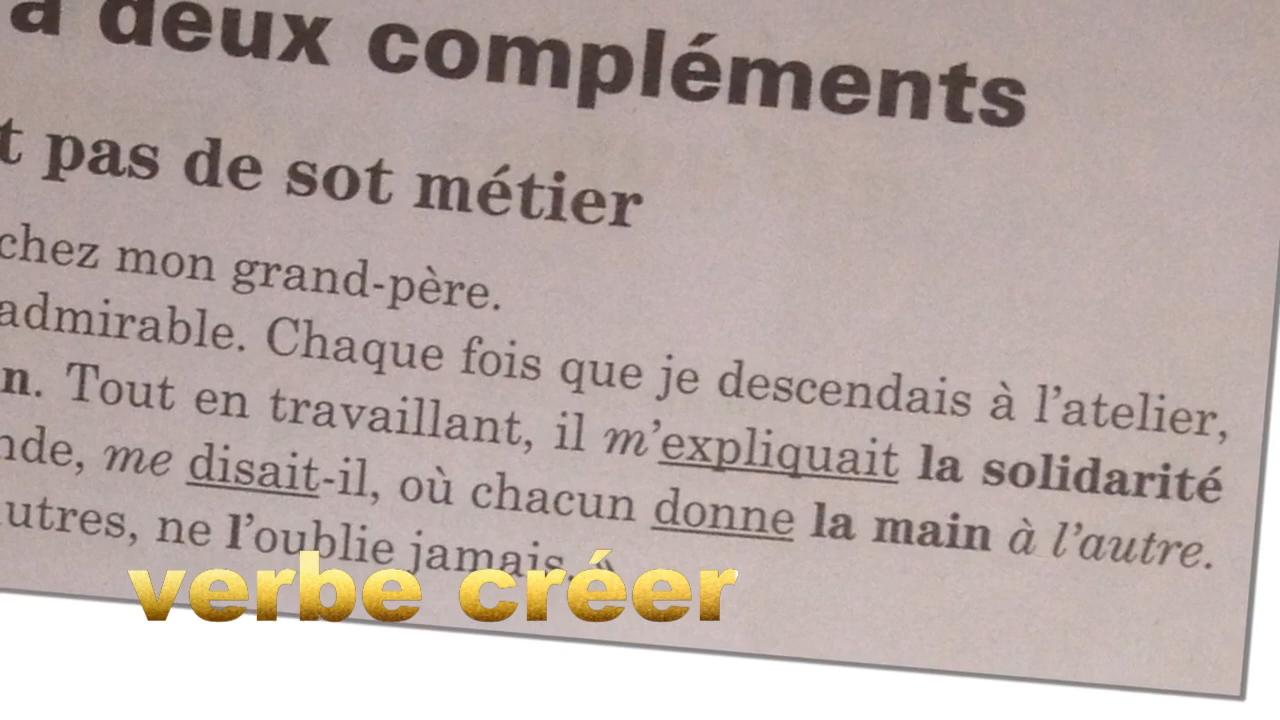 à deux compléments
t pas de sot métier
chez mon grand-père.
admirable. Chaque fois que je descendais à l'atelier,
n. Tout en travaillant, il m'expliquait la solidarité
nde, me disait-il, où chacun donne la main à l'autre.
utres, ne l'oublie jamais. »
verbe créer